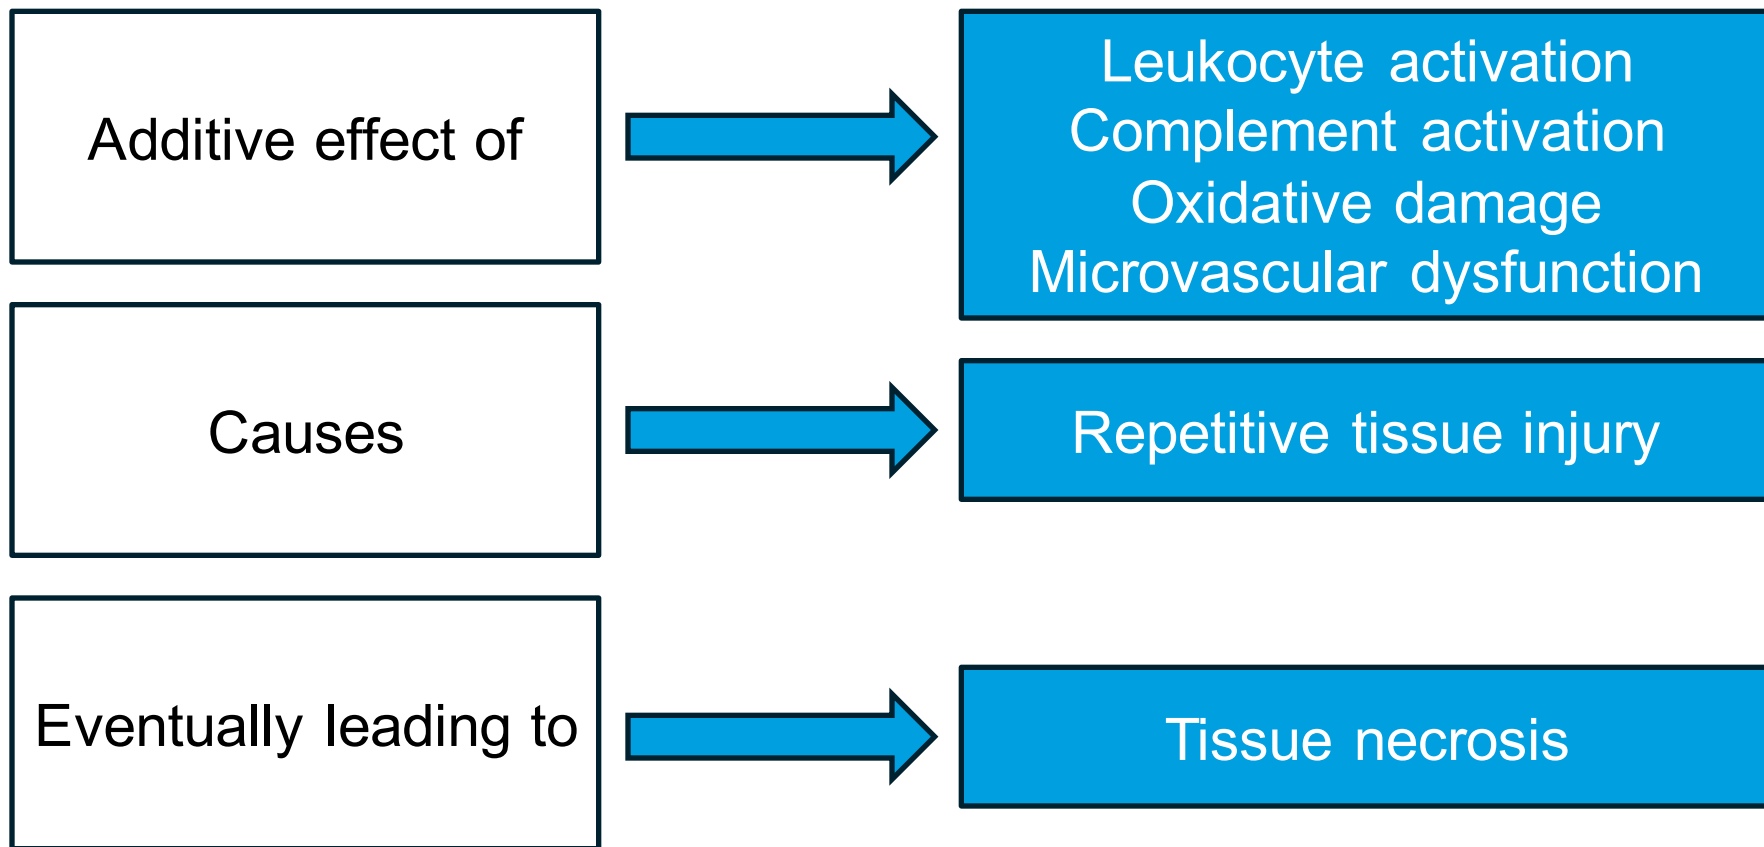 Additive effect of
Leukocyte activation
Complement activation
Oxidative damage
Microvascular dysfunction
Causes
Repetitive tissue injury
Eventually leading to
Tissue necrosis